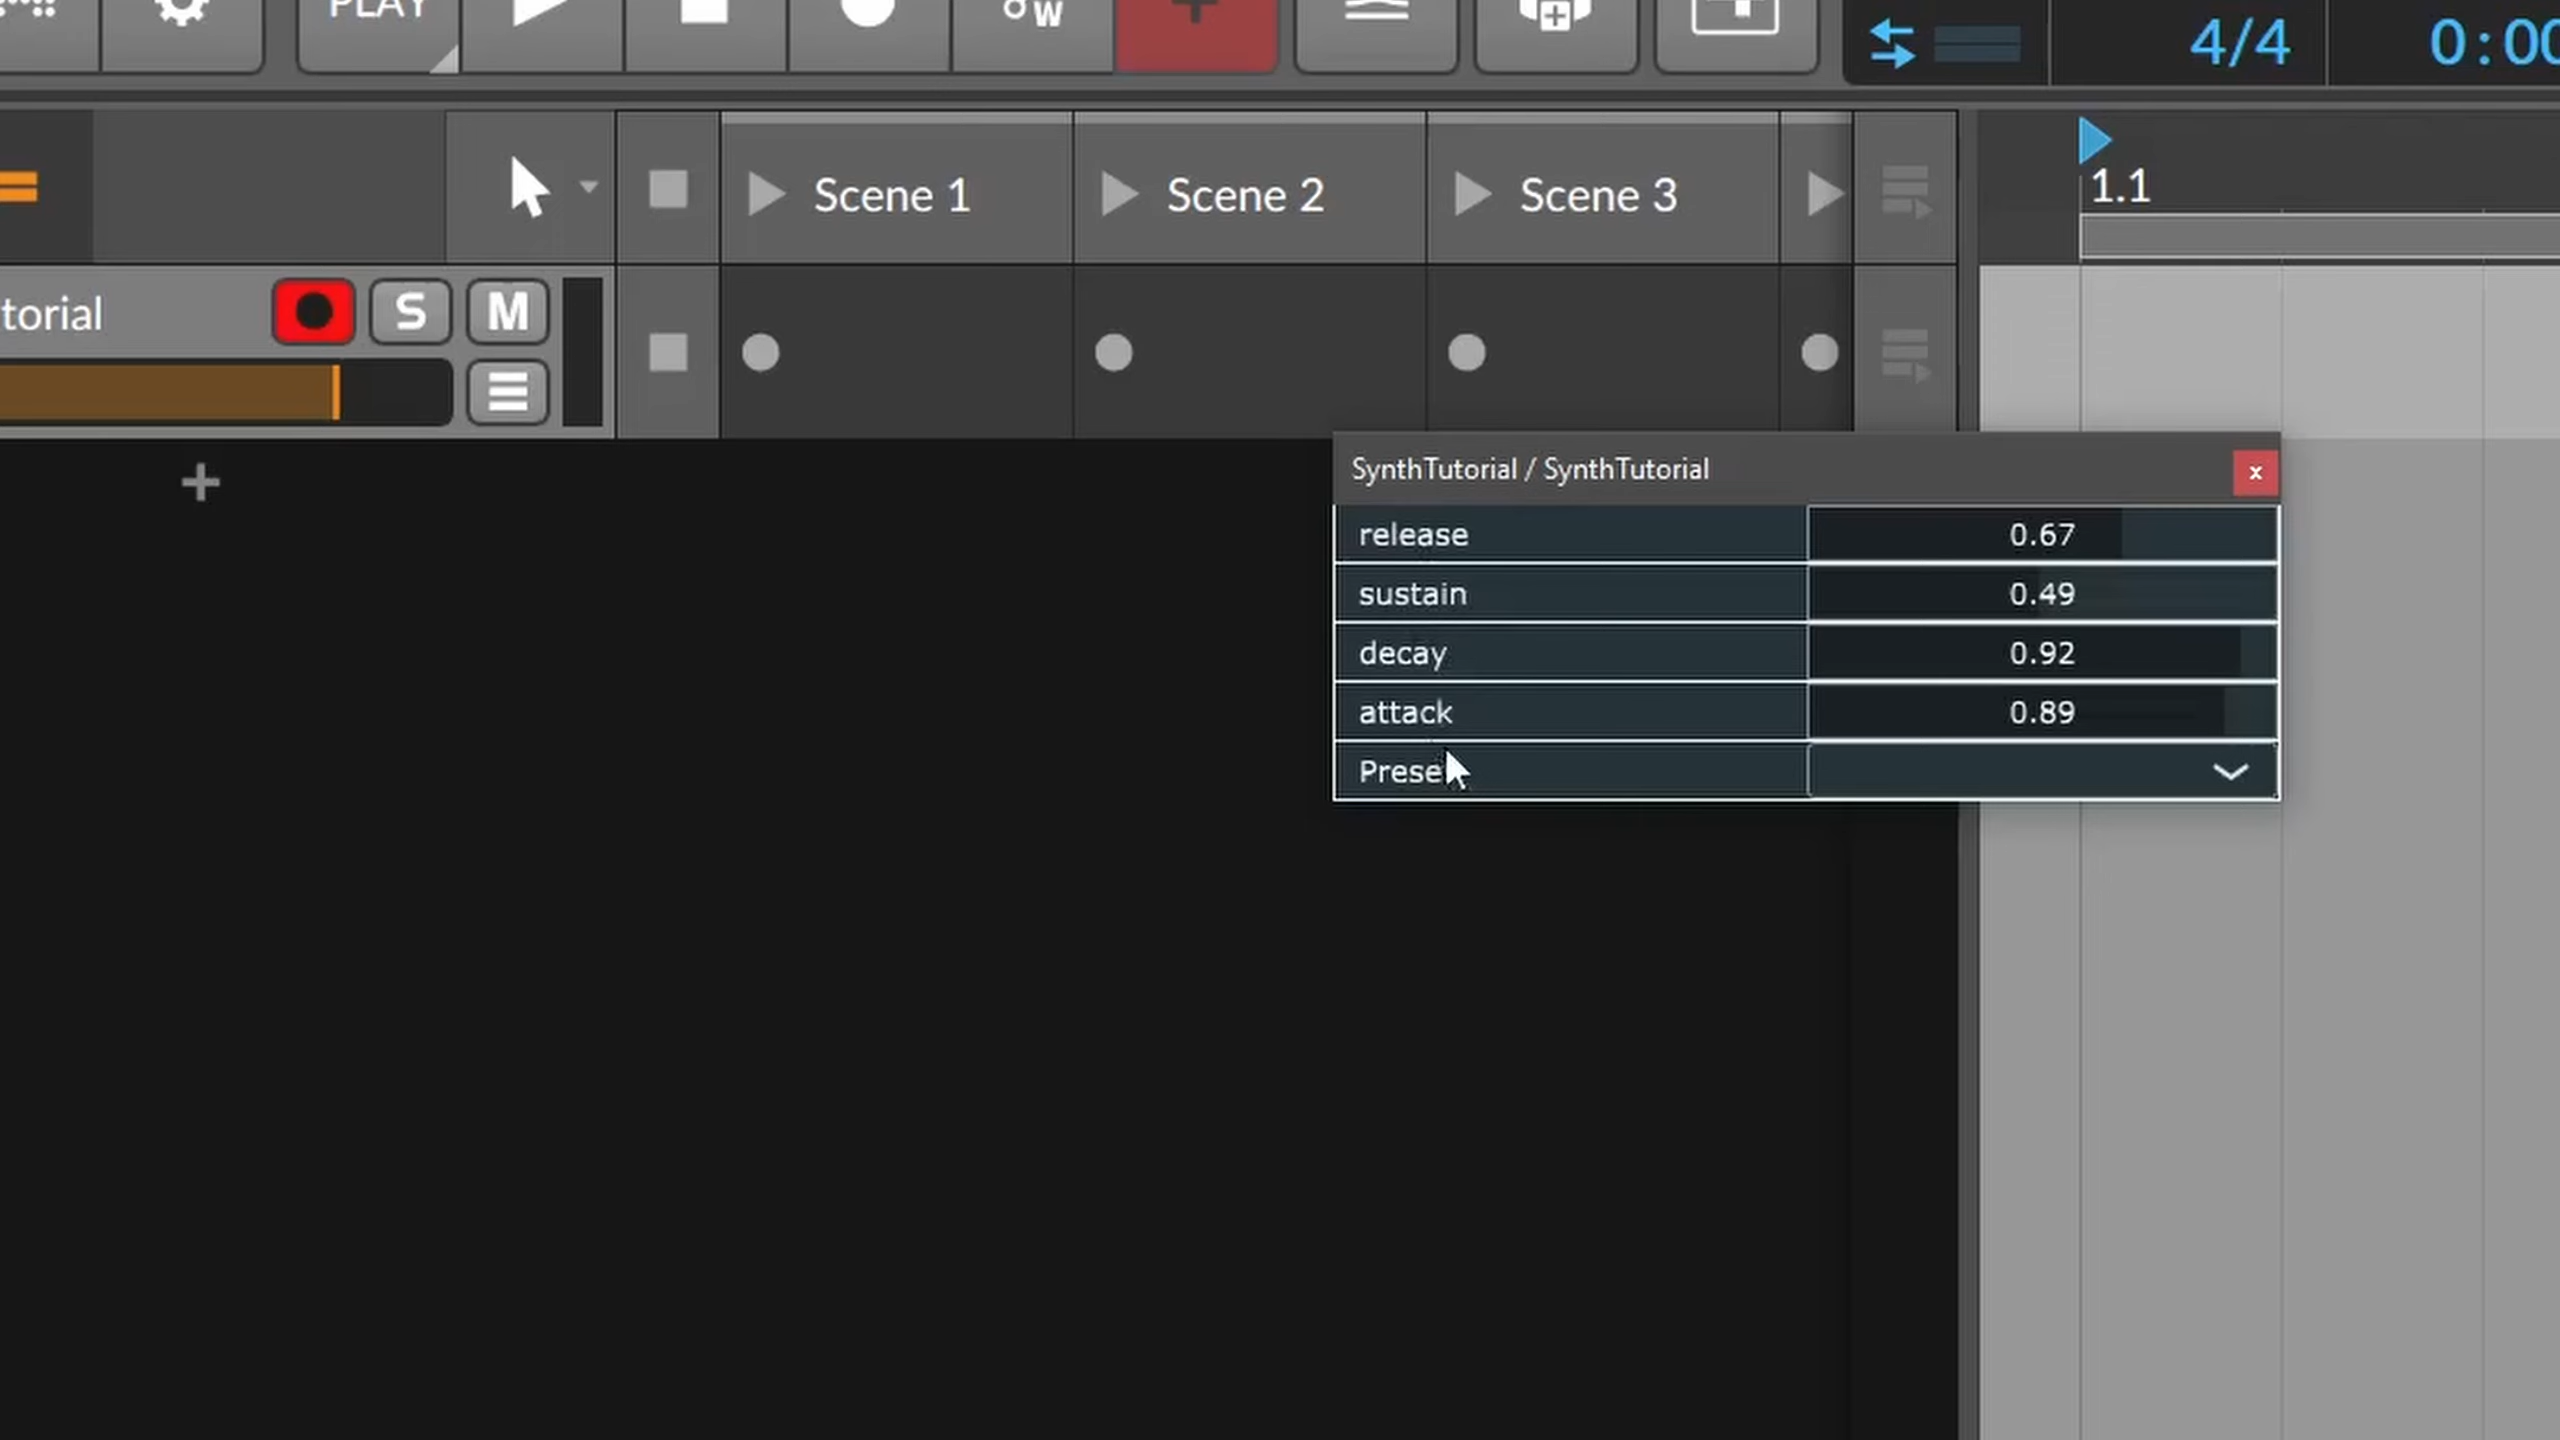 PLAY
4/4
0:00
Scene 1
Scene 2
Scene 3
1.1
torial
S
M
SynthTutorial / SynthTutorial
x
release
0.67
sustain
0.49
decay
0.92
attack
0.89
Prese